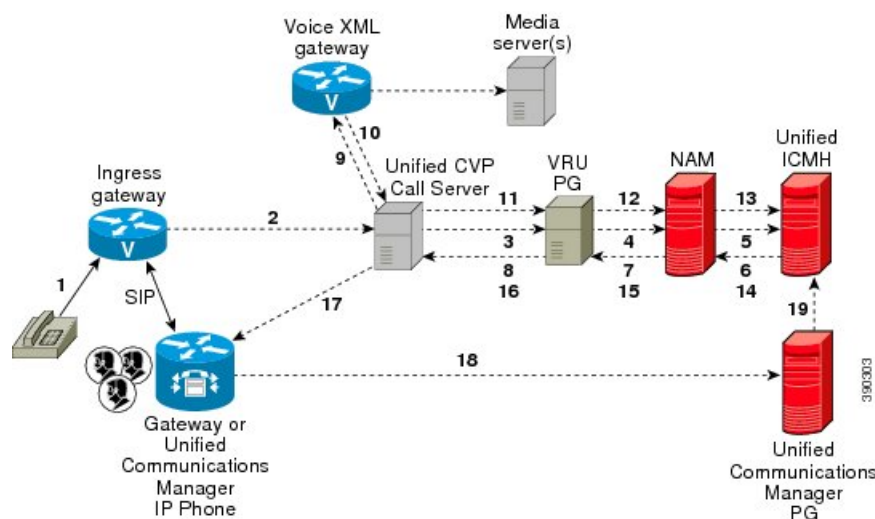 Voice XML
gateway
Media
server(s)
V
10
9
Unified CVP
Call Server
VRU
PG
NAM
Unified
ICMH
Ingress
gateway
V
2
11
12
13
3
4
5
8
7
6
16
15
14
1
SIP
17
19
18
Gateway or
Unified
Communications
Manager
IP Phone
Unified
Communications
Manager
PG
390303